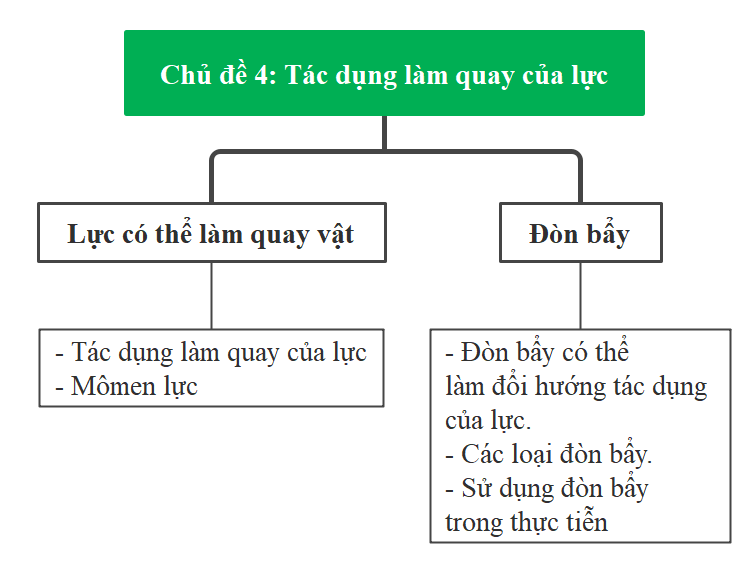 Chủ đề 4: Tác dụng làm quay của lực
Lực có thể làm quay vật
Đòn bẩy
- Tác dụng làm quay của lực
- Mômen lực
- Đòn bẩy có thể
làm đổi hướng tác dụng
của lực.
- Các loại đòn bẩy.
- Sử dụng đòn bẩy
trong thực tiễn